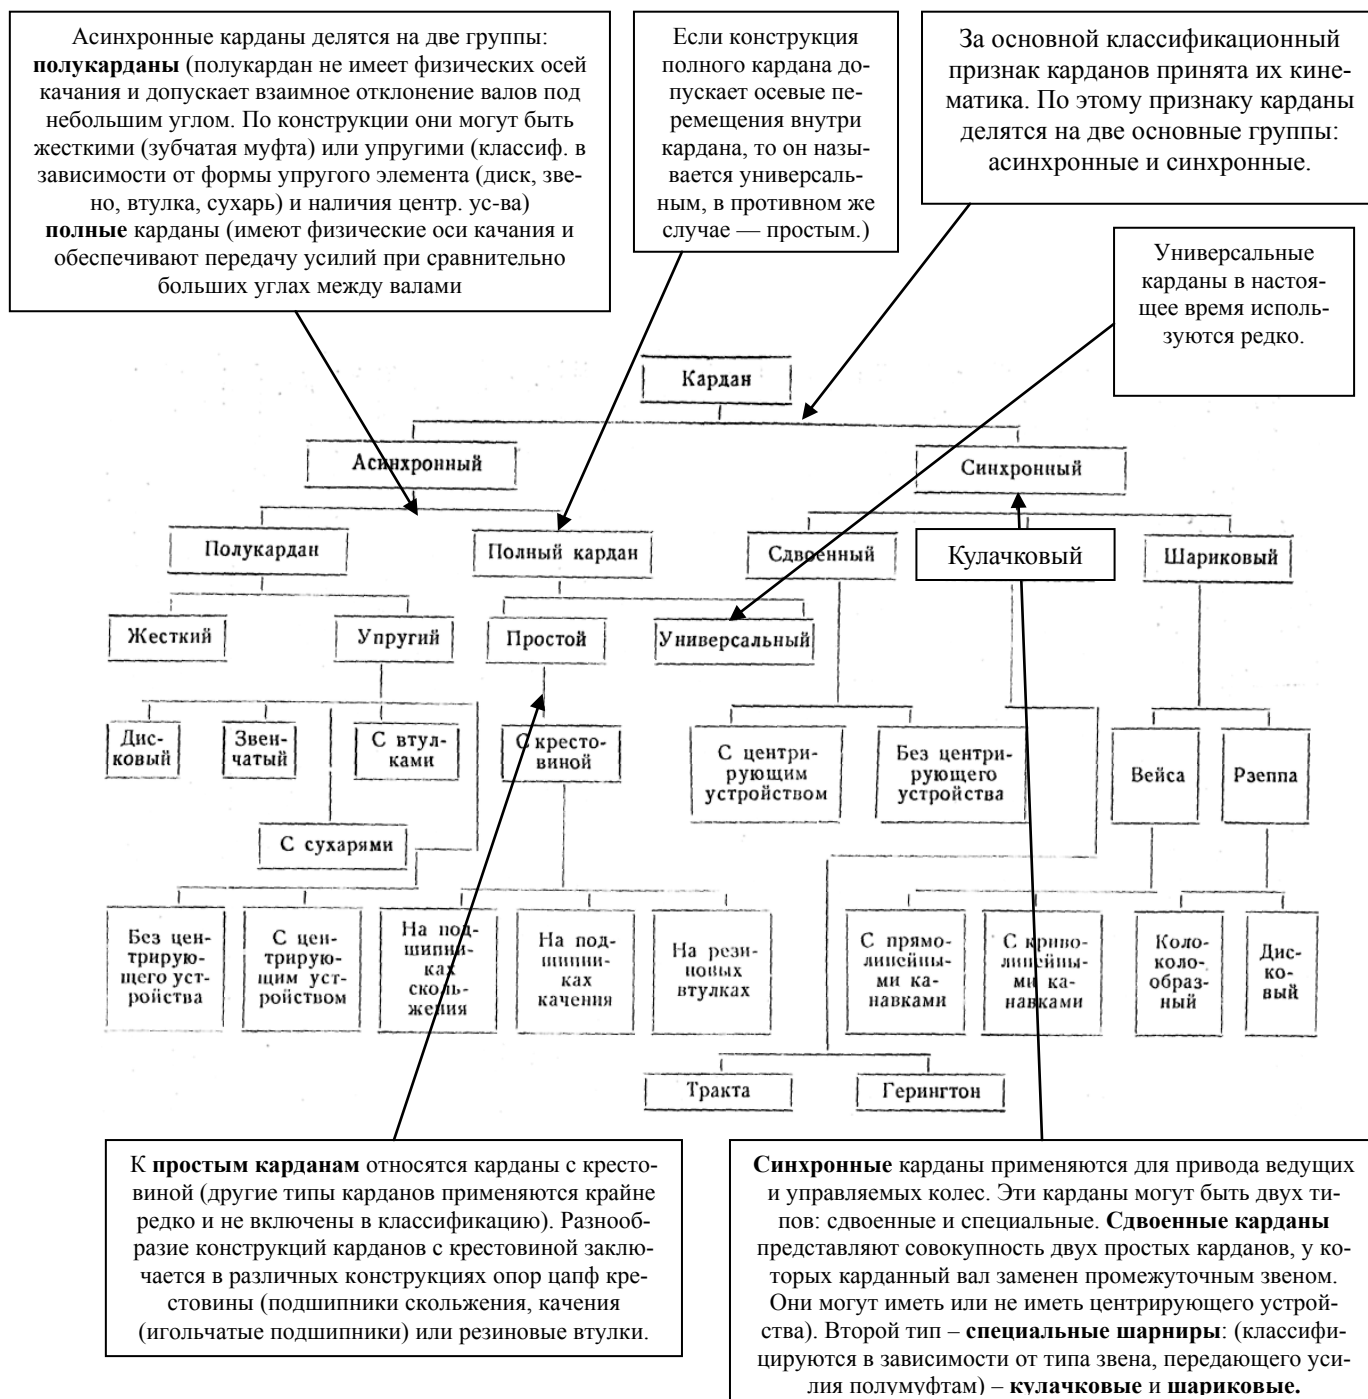 Асинхронные карданы делятся на две группы:
полукарданы (полукардан не имеет физических осей
качания и допускает взаимное отклонение валов под
небольшим углом. По конструкции они могут быть
жесткими (зубчатая муфта) или упругими (классиф. в
зависимости от формы упругого элемента (диск, зве-
но, втулка, сухарь) и наличия центр. ус-ва)
полные карданы (имеют физические оси качания и
обеспечивают передачу усилий при сравнительно
больших углах между валами
Если конструкция
полного кардана до-
пускает осевые пе-
ремещения внутри
кардана, то он назы-
вается универсаль-
ным, в противном же
случае — простым.)
За основной классификационный
признак карданов принята их кине-
матика. По этому признаку карданы
делятся на две основные группы:
асинхронные и синхронные.
Универсальные
карданы в настоя-
щее время исполь-
зуются редко.
Кардан
Асинхронный
Синхронный
Полукардан
Полный кардан
Сдвоенный
Кулачковый
Шариковый
Жесткий
Упругий
Простой
Универсальный
Дис-
ковый
Звен-
чатый
С втул-
ками
С кресто-
виной
С центри-
рующим
устройством
Без центри-
рующего
устройства
Вейса
Рзеппа
С сухарями
Без цен-
трирую-
щего уст-
ройства
С цен-
трирую-
щим уст-
ройством
На под-
шипни-
ках
сколь-
жения
На под-
шипни-
ках
качения
На рези-
новых
втулках
С прямо-
линейны-
ми ка-
навками
С криво-
линейны-
ми ка-
навками
Коло-
коло-
образ-
ный
Дис-
ко-
вый
Тракта
Герингтон
К простым карданам относятся карданы с кресто-
виной (другие типы карданов применяются крайне
редко и не включены в классификацию). Разнооб-
разие конструкций карданов с крестовиной заклю-
чается в различных конструкциях опор цапф кре-
стовины (подшипники скольжения, качения
(игольчатые подшипники) или резиновые втулки.
Синхронные карданы применяются для привода ведущих
и управляемых колес. Эти карданы могут быть двух ти-
пов: сдвоенные и специальные. Сдвоенные карданы
представляют совокупность двух простых карданов, у ко-
торых карданный вал заменен промежуточным звеном.
Они могут иметь или не иметь центрирующего устрой-
ства). Второй тип – специальные шарниры: (классифи-
цируются в зависимости от типа звена, передающего уси-
лия полумуфтам) – кулачковые и шариковые.